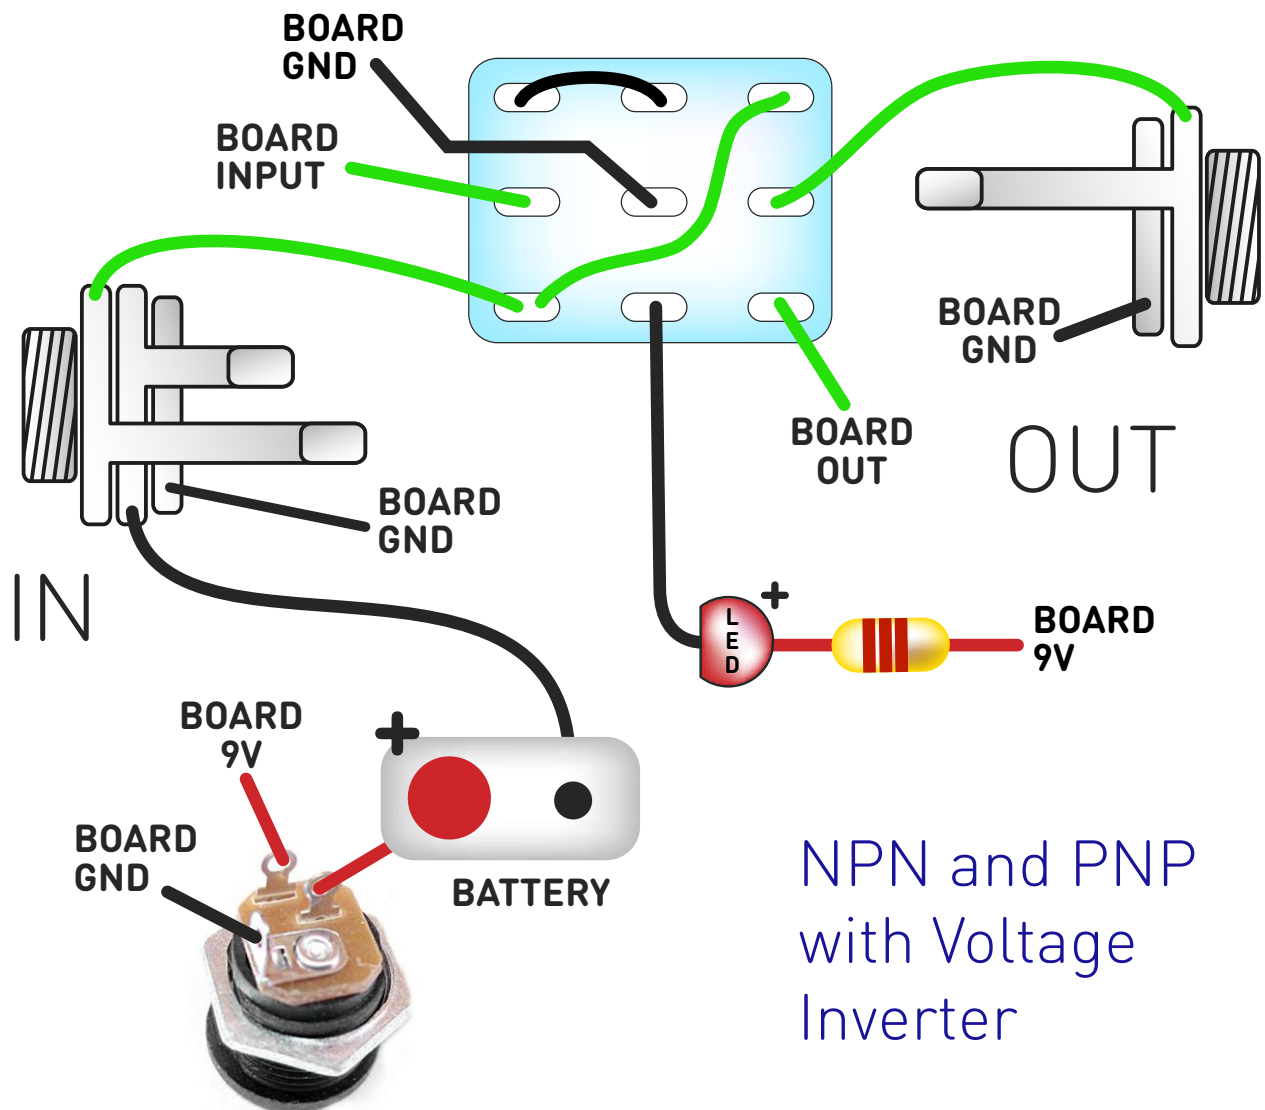 BOARD
GND
BOARD
INPUT
BOARD
GND
BOARD
OUT
OUT
BOARD
GND
IN
LED
+
BOARD
9V
BOARD
9V
+
BOARD
GND
BATTERY
NPN and PNP
with Voltage
Inverter